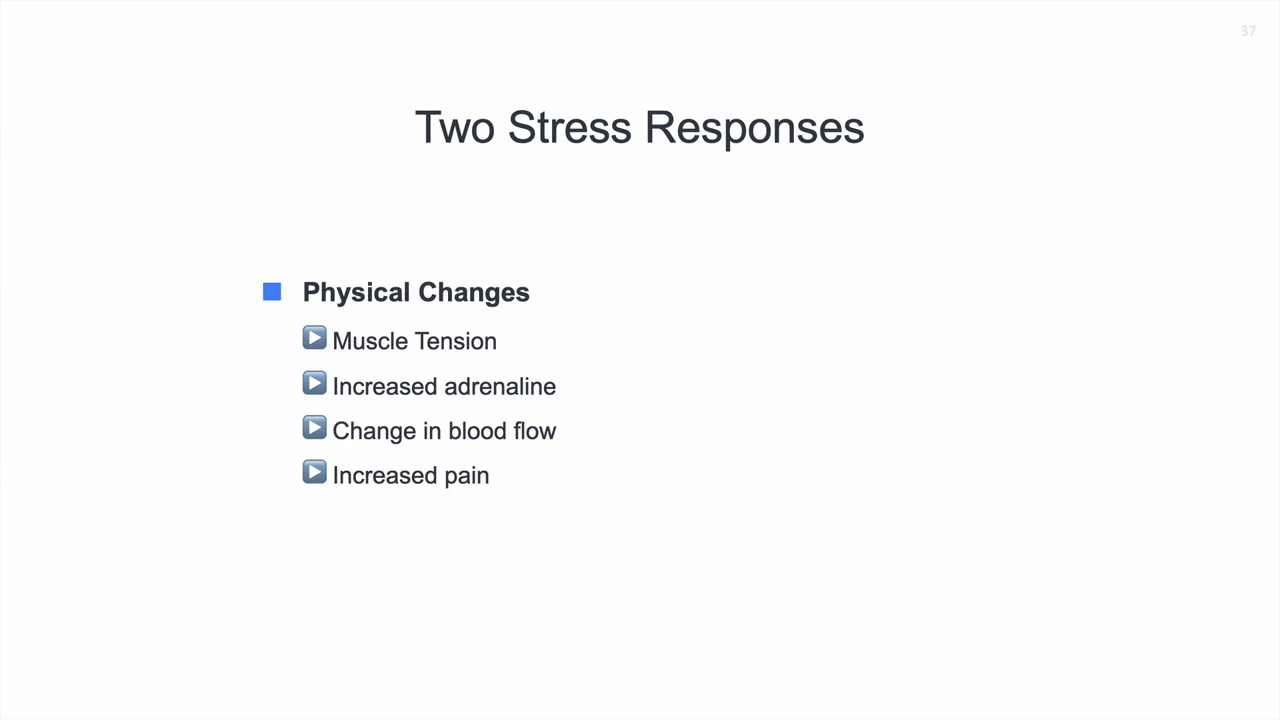 37
Two Stress Responses
Physical Changes
Muscle Tension
Increased adrenaline
Change in blood flow
Increased pain